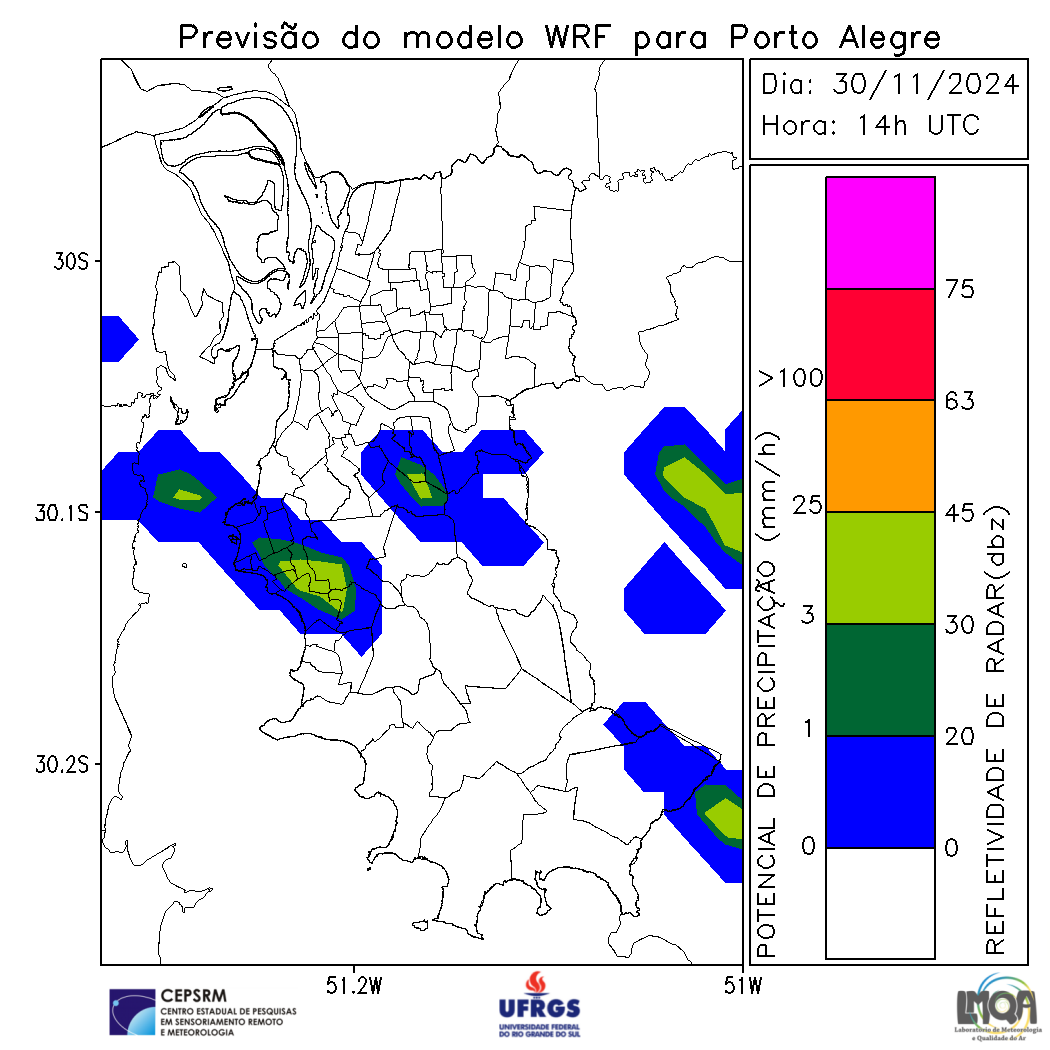 Previsão do modelo WRF para Porto Alegre
Dia: 30/11/2024
Hora: 14h UTC
30S
30.1S
30.2S
51.2W
51W
POTENCIAL DE PRECIPITAÇÃO (mm/h)
>100
25
3
1
0
75
63
45
30
20
0
REFLETIVIDADE DE RADAR(dbz)
CEPSRM
CENTRO ESTADUAL DE PESQUISAS
EM SENSORIAMENTO REMOTO
E METEOROLOGIA
UFRGS
UNIVERSIDADE FEDERAL
DO RIO GRANDE DO SUL
LMQA
Laboratório de Meteorologia
e Qualidade do Ar